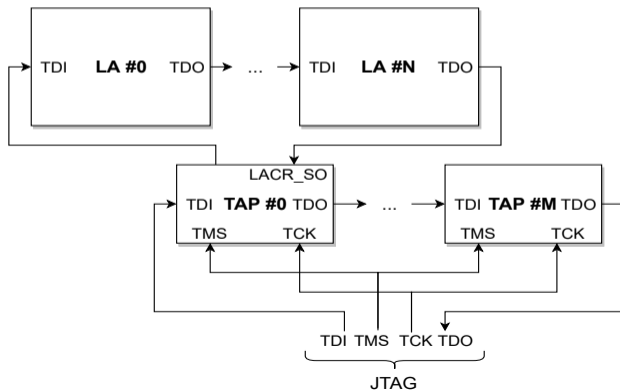 TDI LA #0 TDO ... TDI LA #N TDO
LACR_SO
TDI TAP #0 TDO ... TDI TAP #M TDO
TMS TCK TMS TCK
TDI TMS TCK TDO
JTAG